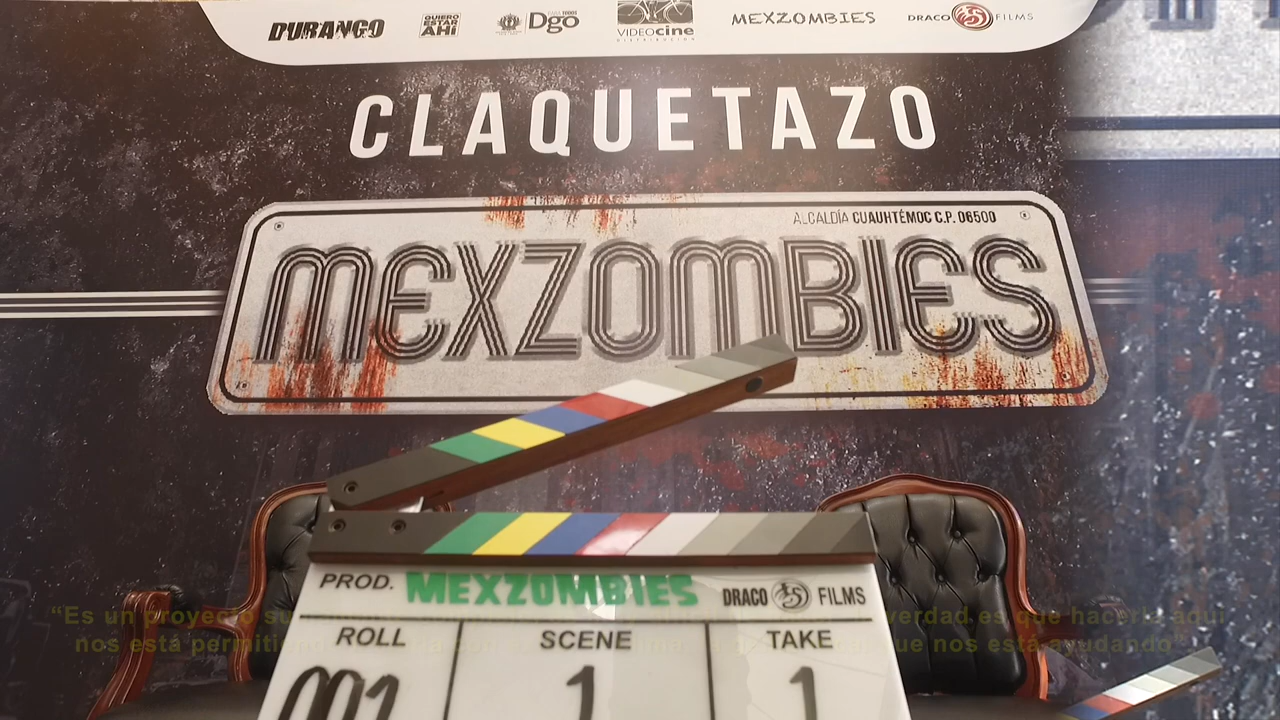 DURANGO
QUIERO
ESTAR
AHÍ
Dgo
VIDEOcine
DISTRIBUCIÓN
MEXZOMBIES
DRACO FILMS
CLAQUETAZO
ALCALDÍA CUAUHTÉMOC C.P. 06500
MEXZOMBIES
PROD. MEXZOMBIES DRACO FILMS
ROLL SCENE TAKE
001 1 1
“Es un proyecto verdad es que hacerla aquí
nos está que nos está ayudando”